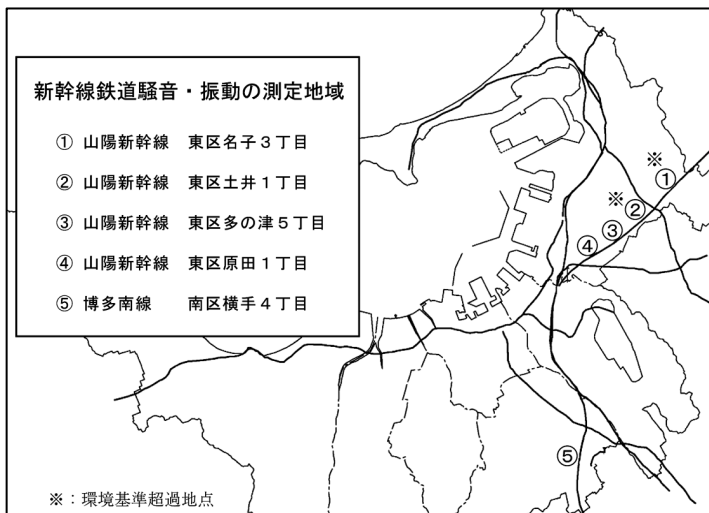 新幹線鉄道騒音・振動の測定地域
① 山陽新幹線 東区名子３丁目
② 山陽新幹線 東区土井１丁目
③ 山陽新幹線 東区多の津５丁目
④ 山陽新幹線 東区原田１丁目
⑤ 博多南線 南区横手４丁目
※
①
※
②
③
④
⑤
※：環境基準超過地点